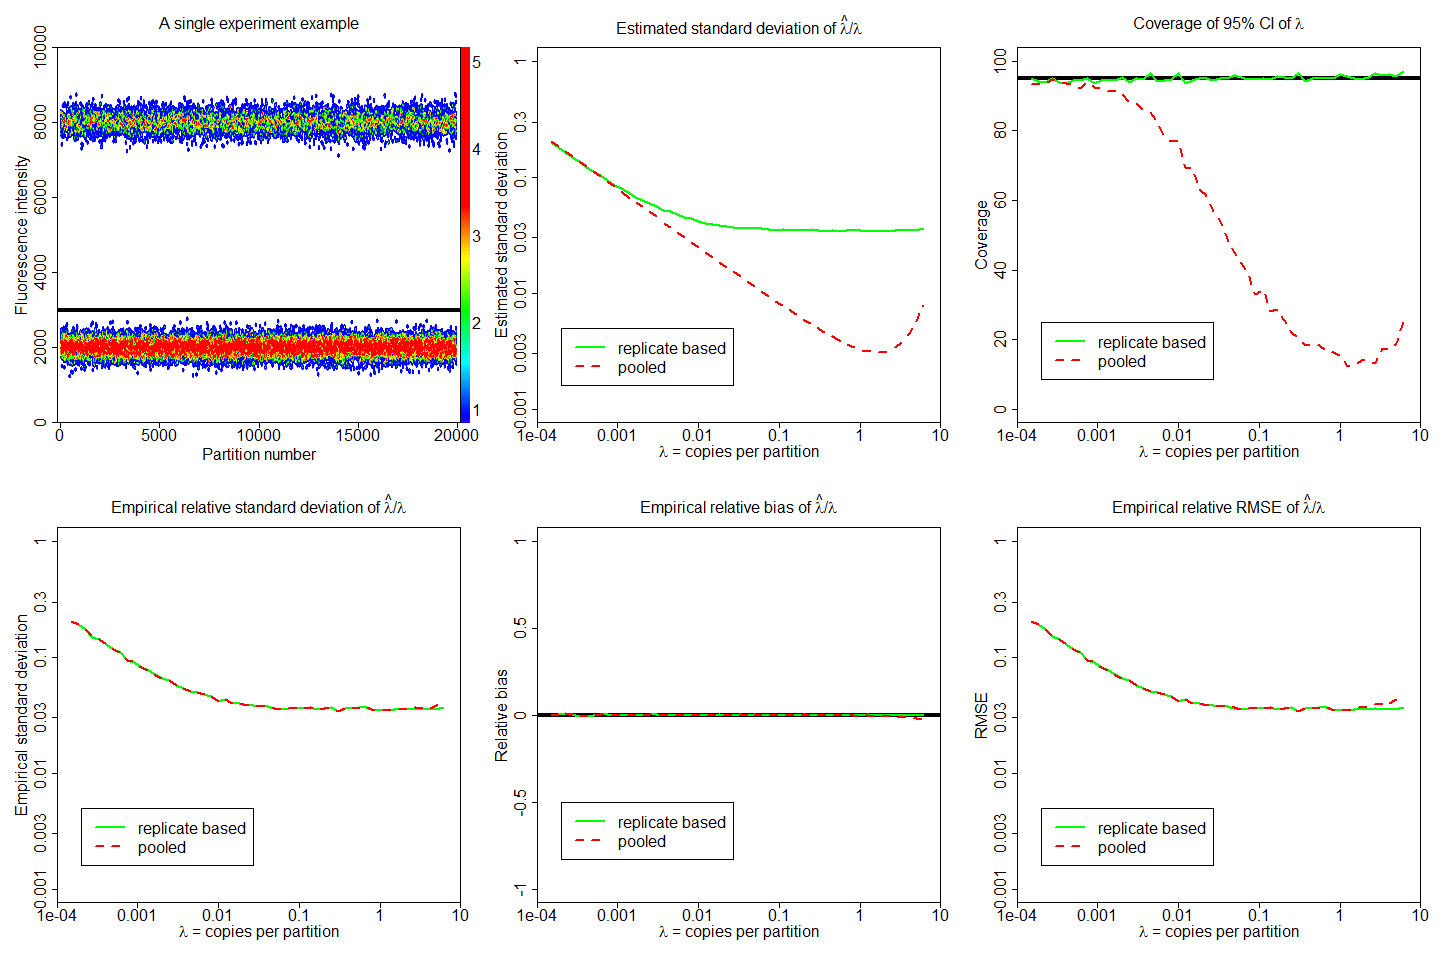 A single experiment example
Fluorescence intensity
0 2000 4000 6000 8000 10000
0 5000 10000 15000 20000
Partition number
1 2 3 4 5
Estimated standard deviation of λ̂/λ
Estimated standard deviation
0.001 0.003 0.01 0.03 0.1 0.3 1
replicate based
pooled
1e-04 0.001 0.01 0.1 1 10
λ = copies per partition
Coverage of 95% CI of λ
Coverage
0 20 40 60 80 100
replicate based
pooled
1e-04 0.001 0.01 0.1 1 10
λ = copies per partition
Empirical relative standard deviation of λ̂/λ
Empirical standard deviation
0.001 0.003 0.01 0.03 0.1 0.3 1
replicate based
pooled
1e-04 0.001 0.01 0.1 1 10
λ = copies per partition
Empirical relative bias of λ̂/λ
Relative bias
-1 -0.5 0 0.5 1
replicate based
pooled
1e-04 0.001 0.01 0.1 1 10
λ = copies per partition
Empirical relative RMSE of λ̂/λ
RMSE
0.001 0.003 0.01 0.03 0.1 0.3 1
replicate based
pooled
1e-04 0.001 0.01 0.1 1 10
λ = copies per partition